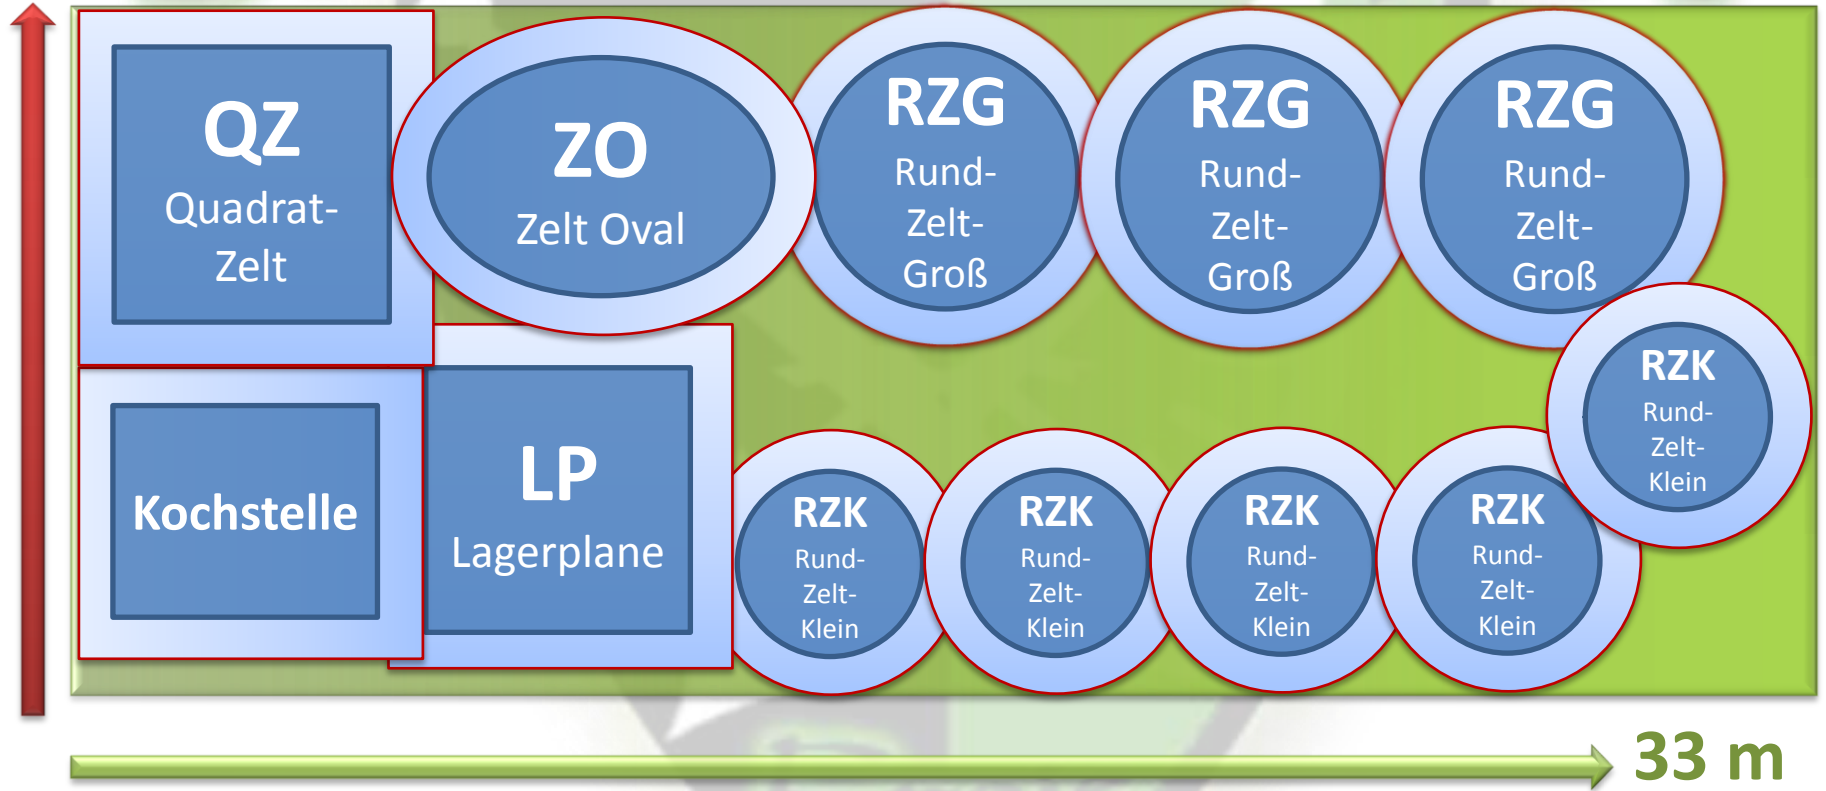 QZ
Quadrat-
Zelt
ZO
Zelt Oval
RZG
Rund-
Zelt-
Groß
RZG
Rund-
Zelt-
Groß
RZG
Rund-
Zelt-
Groß
Kochstelle
LP
Lagerplane
RZK
Rund-
Zelt-
Klein
RZK
Rund-
Zelt-
Klein
RZK
Rund-
Zelt-
Klein
RZK
Rund-
Zelt-
Klein
RZK
Rund-
Zelt-
Klein
33 m